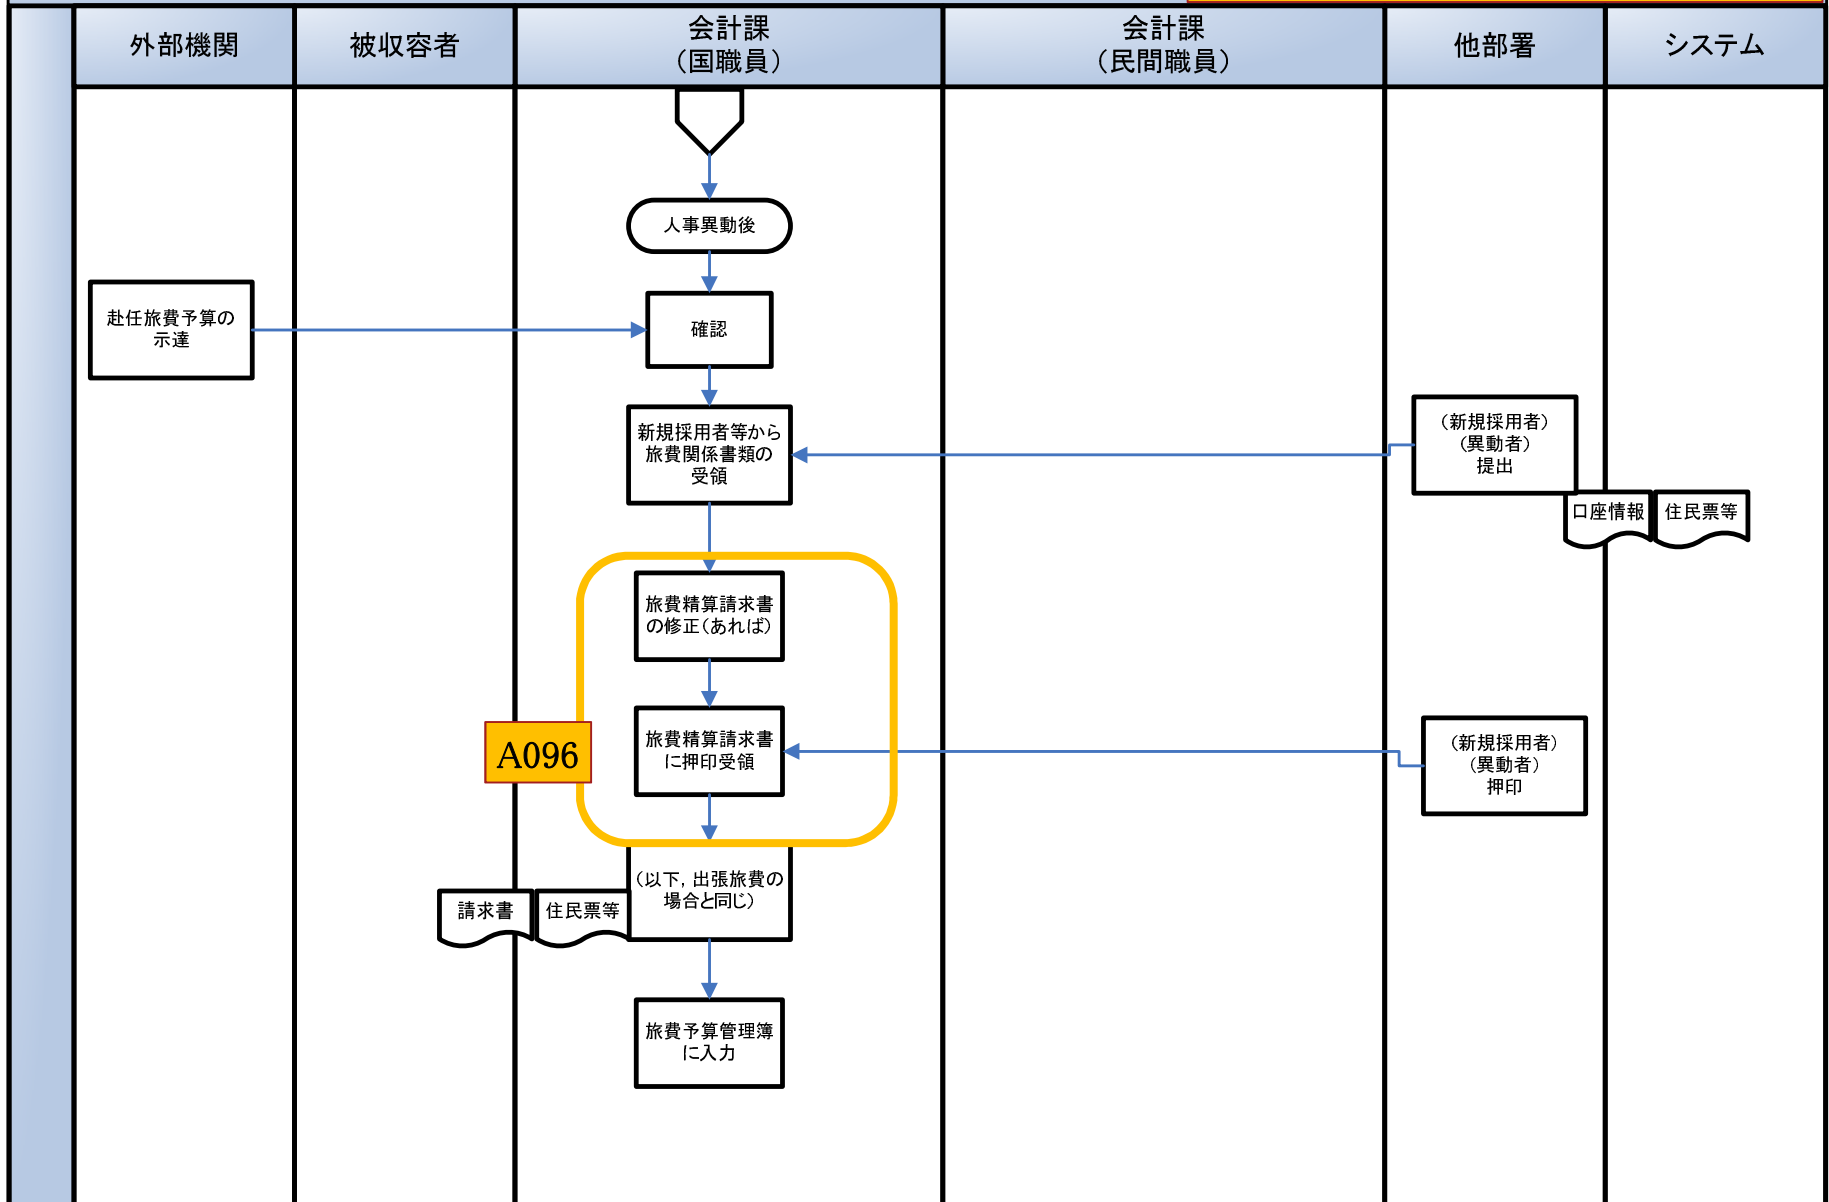 外部機関
被収容者
会計課
（国職員）
会計課
（民間職員）
他部署
システム
人事異動後
赴任旅費予算の
示達
確認
新規採用者等から
旅費関係書類の
受領
（新規採用者）
（異動者）
提出
口座情報
住民票等
旅費精算請求書
の修正（あれば）
A096
旅費精算請求書
に押印受領
（新規採用者）
（異動者）
押印
（以下，出張旅費の
場合と同じ）
請求書
住民票等
旅費予算管理簿
に入力